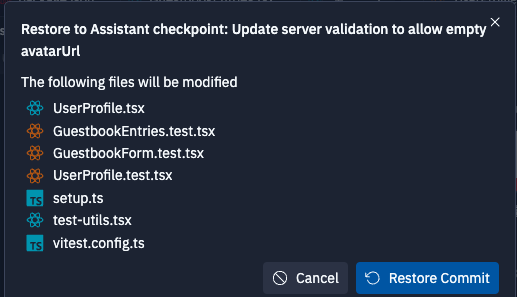 Restore to Assistant checkpoint: Update server validation to allow empty
avatarUrl
The following files will be modified
UserProfile.tsx
GuestbookEntries.test.tsx
GuestbookForm.test.tsx
UserProfile.test.tsx
TS setup.ts
test-utils.tsx
TS vitest.config.ts
Cancel Restore Commit